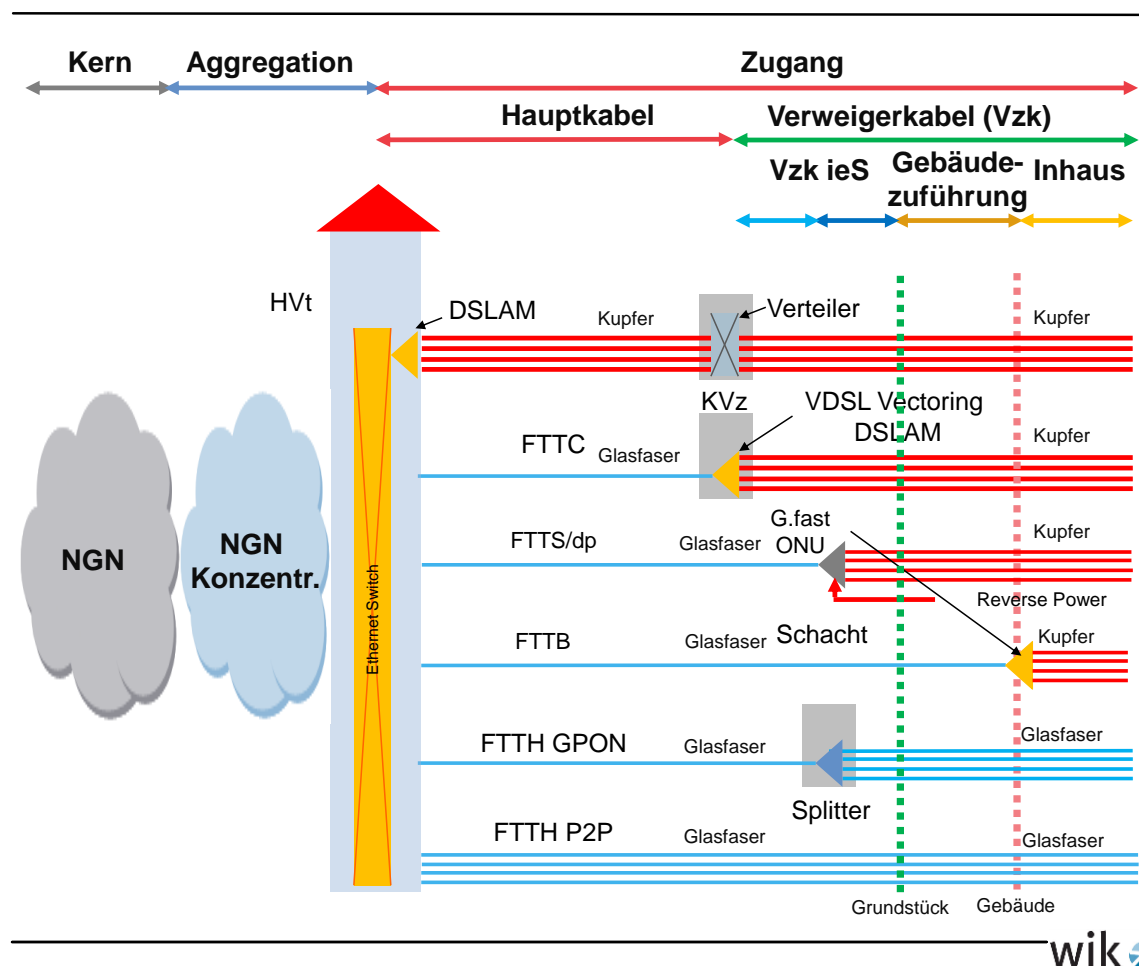 Kern
Aggregation
Zugang
Hauptkabel
Verweigerkabel (Vzk)
Vzk ieS
Gebäude-
zuführung
Inhaus
HVt
DSLAM
Kupfer
Verteiler
Kupfer
KVz
VDSL Vectoring
DSLAM
FTTC
Glasfaser
Kupfer
NGN
NGN
Konzentr.
Ethernet Switch
FTTS/dp
Glasfaser
G.fast
ONU
Kupfer
Reverse Power
FTTB
Glasfaser
Schacht
Kupfer
FTTH GPON
Glasfaser
Glasfaser
Splitter
FTTH P2P
Glasfaser
Glasfaser
Grundstück
Gebäude
wik